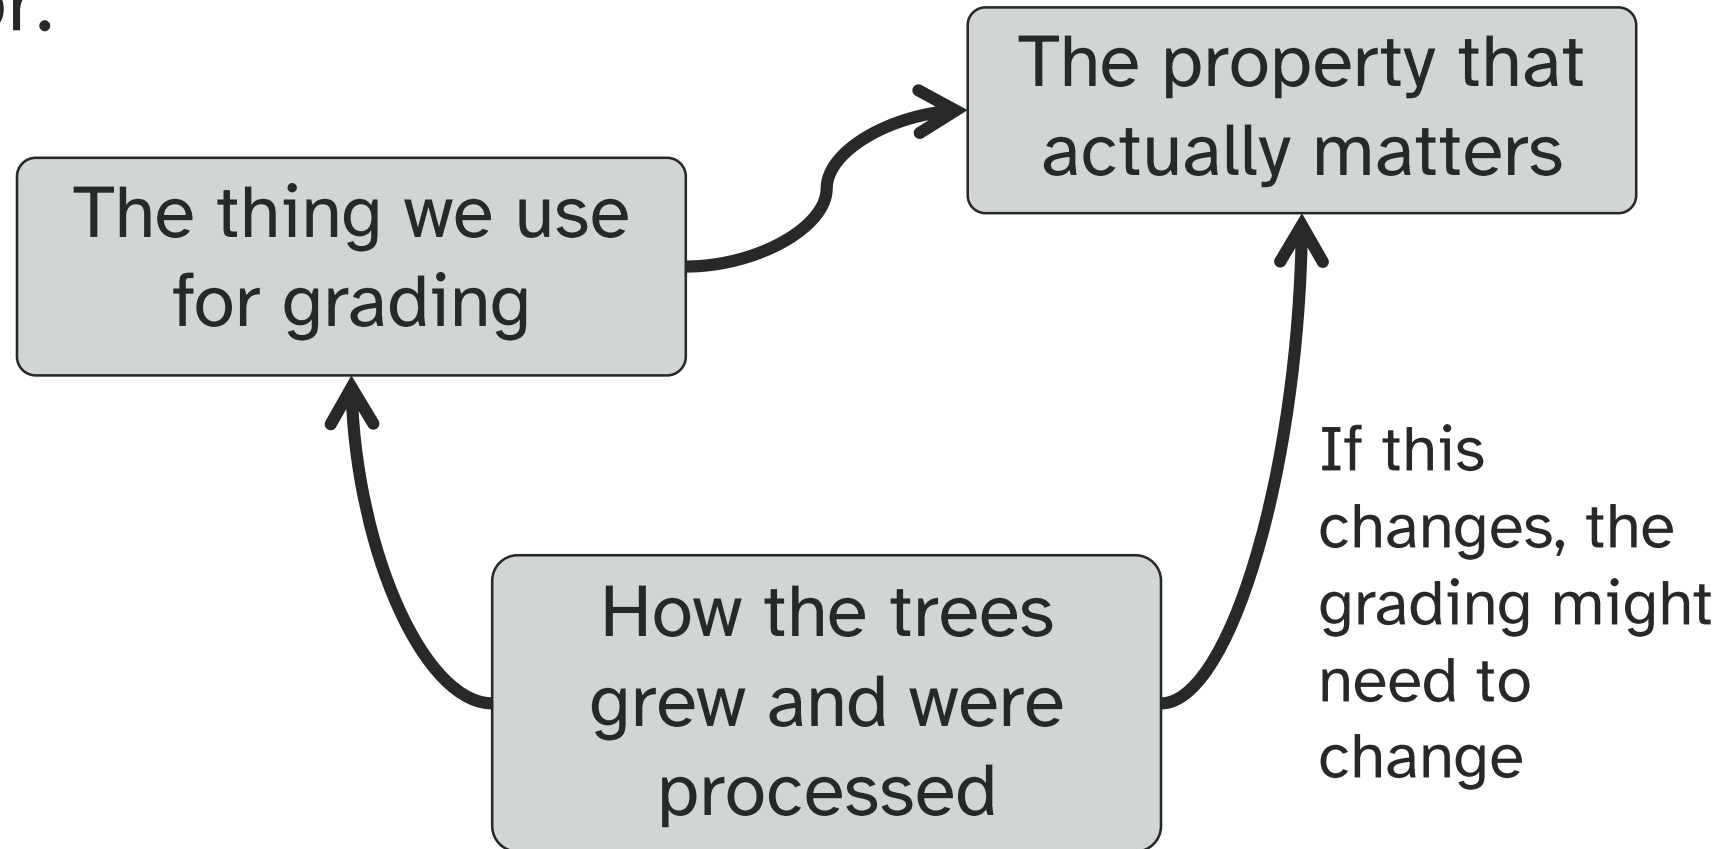 The property that
actually matters
The thing we use
for grading
If this
changes, the
grading might
need to
change
How the trees
grew and were
processed